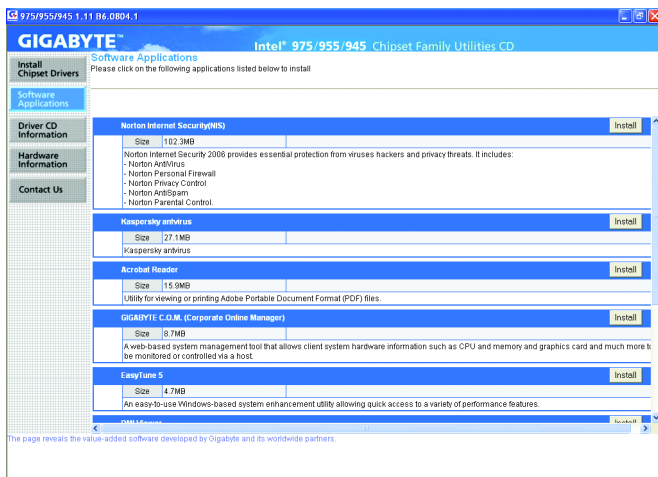 975/955/945 1.11 B6.0804.1
GIGABYTE™
Intel® 975/955/945 Chipset Family Utilities CD
Install
Chipset Drivers
Software
Applications
Driver CD
Information
Hardware
Information
Contact Us
Software Applications
Please click on the following applications listed below to install
Norton Internet Security(NIS) Install
Size 102.3MB
Norton Internet Security 2006 provides essential protection from viruses hackers and privacy threats. It includes:
- Norton AntiVirus
- Norton Personal Firewall
- Norton Privacy Control
- Norton AntiSpam
- Norton Parental Control.
Kaspersky antvirus Install
Size 27.1MB
Kaspersky antvirus
Acrobat Reader Install
Size 15.9MB
Utility for viewing or printing Adobe Portable Document Format (PDF) files.
GIGABYTE C.O.M. (Corporate Online Manager) Install
Size 8.7MB
A web-based system management tool that allows client system hardware information such as CPU and memory and graphics card and much more to
be monitored or controlled via a host.
EasyTune 5 Install
Size 4.7MB
An easy-to-use Windows-based system enhancement utility allowing quick access to a variety of performance features.
DMI Viewer Install
The page reveals the value-added software developed by Gigabyte and its worldwide partners.